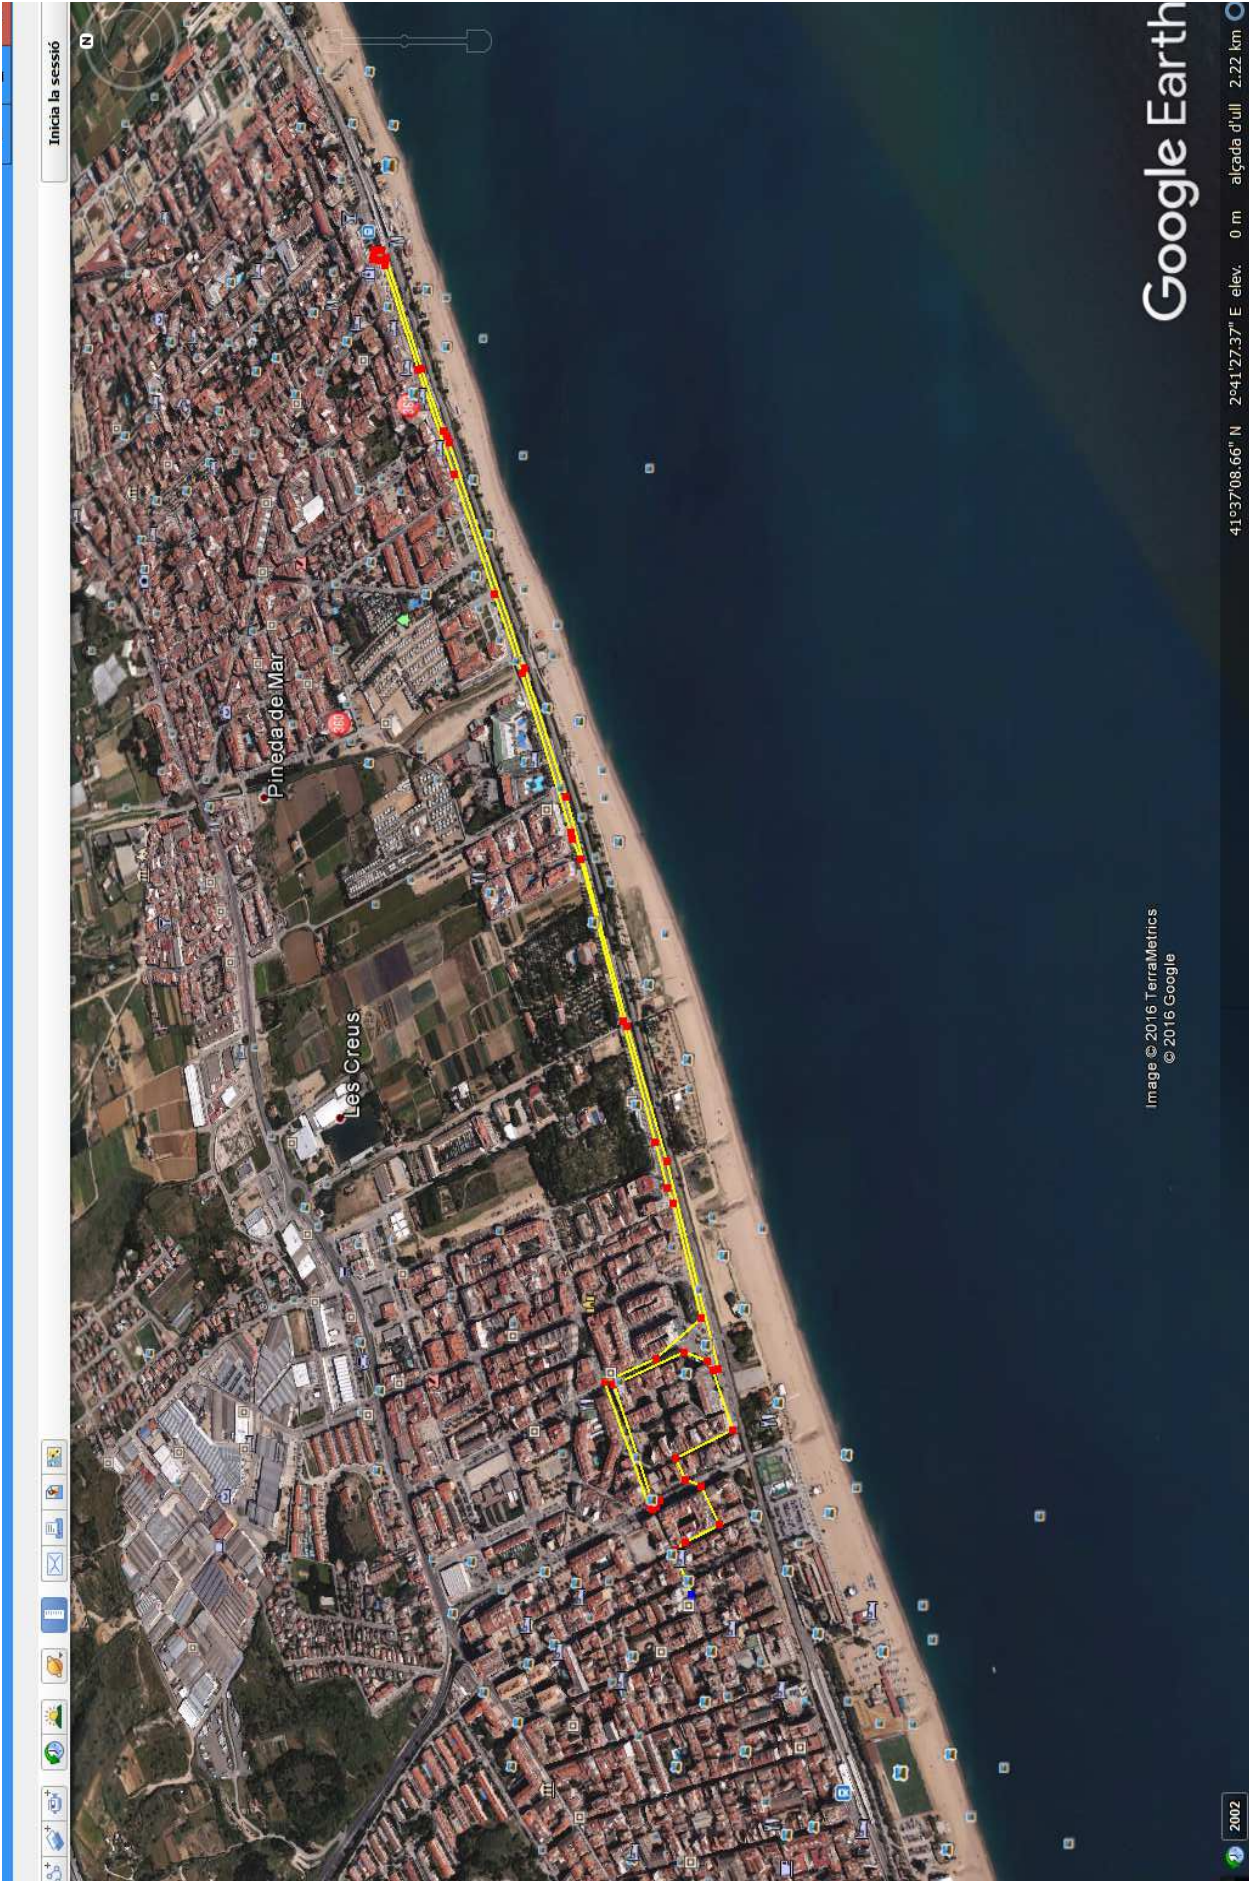 Inicia la sessió
N
Pineda de Mar
Les Creus
Image © 2016 TerraMetrics
© 2016 Google
Google Earth
2002
41°37'08.66" N 2°41'27.37" E elev. 0 m alçada d'ull 2.22 km